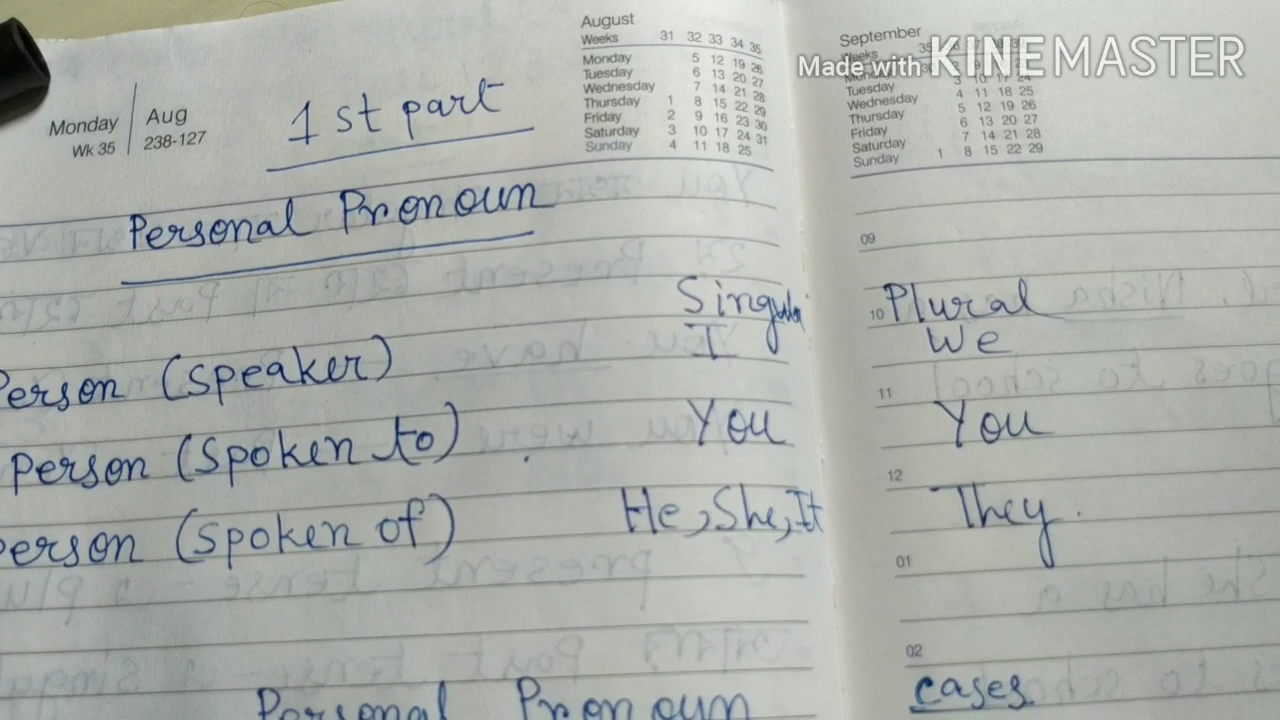 August
Weeks 31 32 33 34 35
Monday 5 12 19 26
Tuesday 6 13 20 27
Wednesday 7 14 21 28
Thursday 1 8 15 22 29
Friday 2 9 16 23 30
Saturday 3 10 17 24 31
Sunday 4 11 18 25
September
Made with KINEMASTER
Tuesday 4 11 18 25
Wednesday 5 12 19 26
Thursday 6 13 20 27
Friday 7 14 21 28
Saturday
Sunday 1 8 15 22 29
Monday Aug
Wk 35 238-127
1st part
Personal Pronoun
09
Singular 10 Plural
I We
Person (speaker)
11
Person (Spoken to) You You
12
Person (spoken of) He, She, It They.
01
02
Personal Pronoun cases